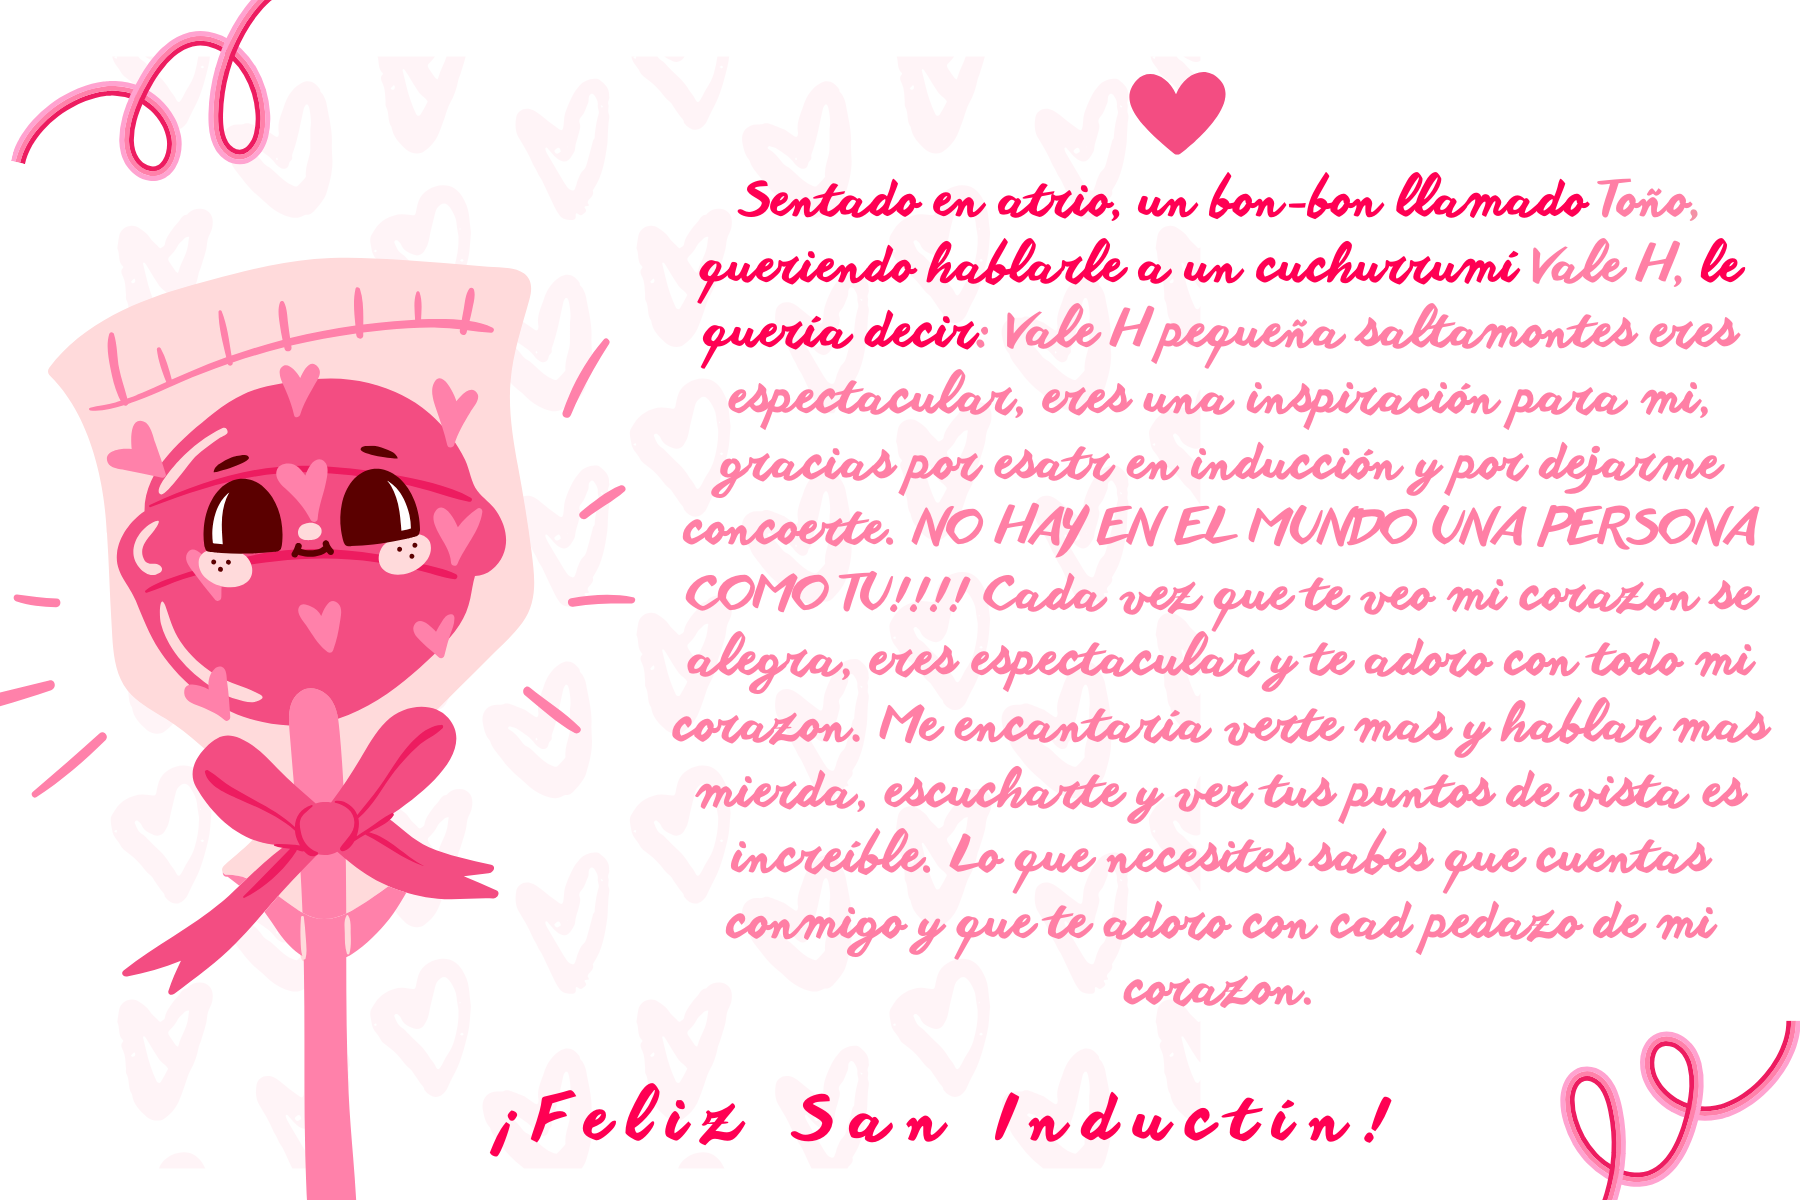 Sentado en atrio, un bon-bon llamado Toño,
queriendo hablarle a un cuchurrumí Vale H, le
quería decir: Vale H pequeña saltamontes eres
espectacular, eres una inspiración para mi,
gracias por esatr en inducción y por dejarme
concoerte. NO HAY EN EL MUNDO UNA PERSONA
COMO TU!!!! Cada vez que te veo mi corazon se
alegra, eres espectacular y te adoro con todo mi
corazon. Me encantaría verte mas y hablar mas
mierda, escucharte y ver tus puntos de vista es
increíble. Lo que necesites sabes que cuentas
conmigo y que te adoro con cad pedazo de mi
corazon.
¡Feliz San Inductín!